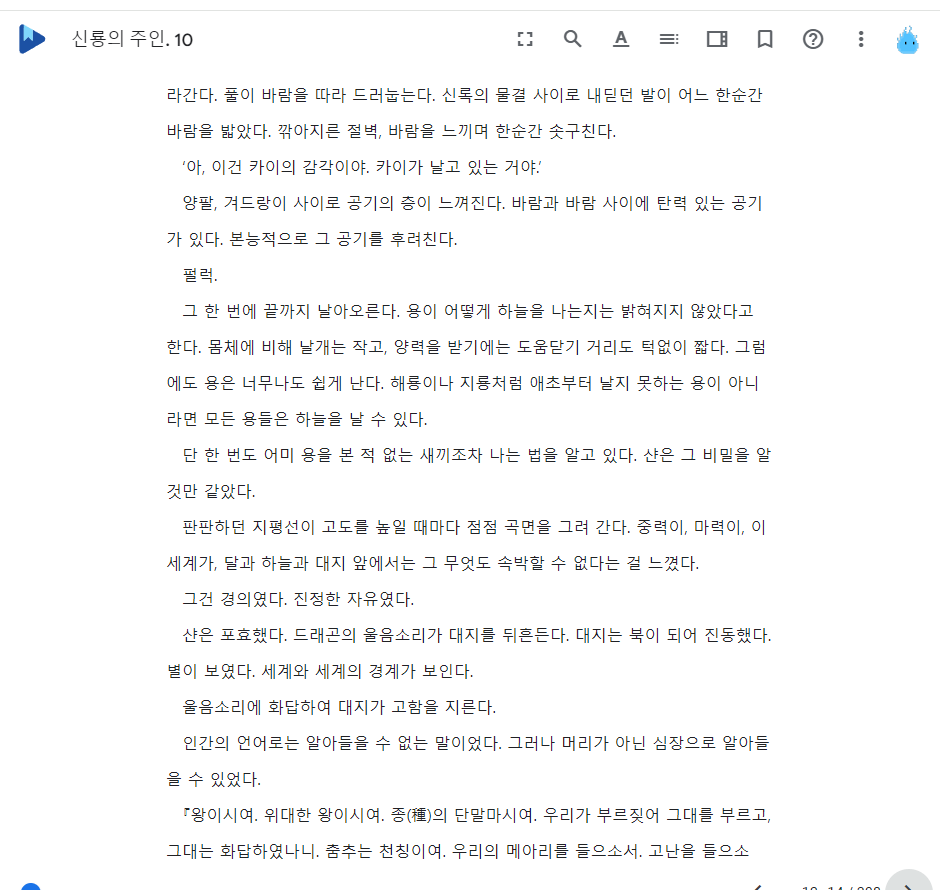 신룡의 주인. 10
라간다. 풀이 바람을 따라 드러눕는다. 신록의 물결 사이로 내딛던 발이 어느 한순간
바람을 밟았다. 깎아지른 절벽, 바람을 느끼며 한순간 솟구친다.
'아, 이건 카이의 감각이야. 카이가 날고 있는 거야.'
양팔, 겨드랑이 사이로 공기의 층이 느껴진다. 바람과 바람 사이에 탄력 있는 공기
가 있다. 본능적으로 그 공기를 후려친다.
펄럭.
그 한 번에 끝까지 날아오른다. 용이 어떻게 하늘을 나는지는 밝혀지지 않았다고
한다. 몸체에 비해 날개는 작고, 양력을 받기에는 도움닫기 거리도 턱없이 짧다. 그럼
에도 용은 너무나도 쉽게 난다. 해룡이나 지룡처럼 애초부터 날지 못하는 용이 아니
라면 모든 용들은 하늘을 날 수 있다.
단 한 번도 어미 용을 본 적 없는 새끼조차 나는 법을 알고 있다. 샨은 그 비밀을 알
것만 같았다.
판판하던 지평선이 고도를 높일 때마다 점점 곡면을 그려 간다. 중력이, 마력이, 이
세계가, 달과 하늘과 대지 앞에서는 그 무엇도 속박할 수 없다는 걸 느꼈다.
그건 경의였다. 진정한 자유였다.
샨은 포효했다. 드래곤의 울음소리가 대지를 뒤흔든다. 대지는 북이 되어 진동했다.
별이 보였다. 세계와 세계의 경계가 보인다.
울음소리에 화답하여 대지가 고함을 지른다.
인간의 언어로는 알아들을 수 없는 말이었다. 그러나 머리가 아닌 심장으로 알아들
을 수 있었다.
『왕이시여. 위대한 왕이시여. 종(種)의 단말마시여. 우리가 부르짖어 그대를 부르고,
그대는 화답하였나니. 춤추는 천칭이여. 우리의 메아리를 들으소서. 고난을 들으소